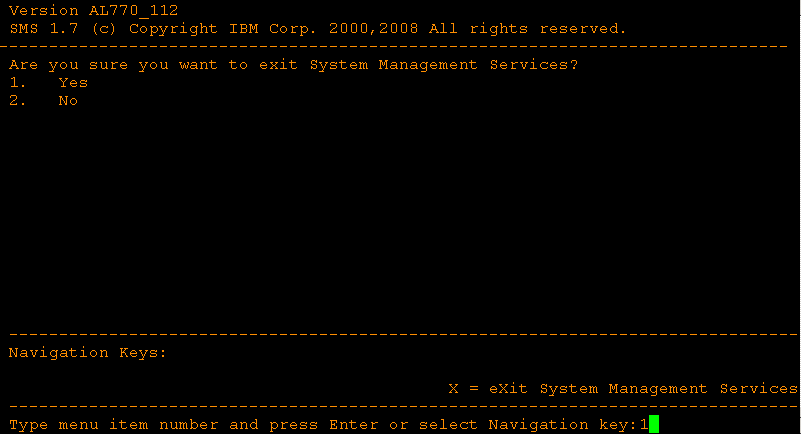 Version AL770_112
SMS 1.7 (c) Copyright IBM Corp. 2000,2008 All rights reserved.
-------------------------------------------------------------------------------
Are you sure you want to exit System Management Services?
1.   Yes
2.   No
-------------------------------------------------------------------------------
Navigation Keys:
X = eXit System Management Services
-------------------------------------------------------------------------------
Type menu item number and press Enter or select Navigation key:1